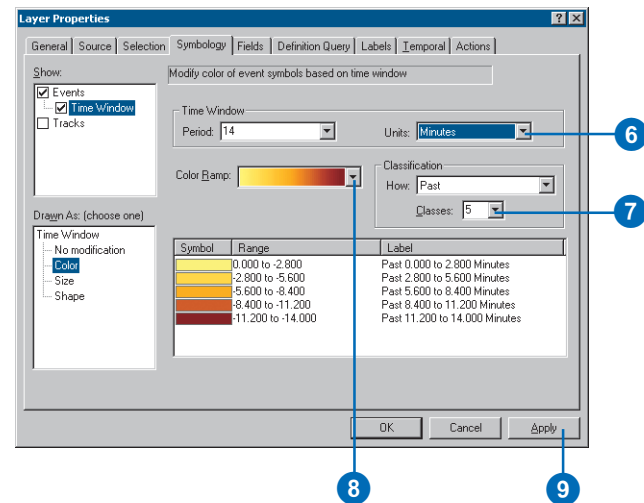 Layer Properties
General Source Selection Symbology Fields Definition Query Labels Temporal Actions
Show:
Events
Time Window
Tracks
Modify color of event symbols based on time window
Time Window
Period: 14
Units: Minutes
6
Color Ramp:
Classification
How: Past
Classes: 5
7
Drawn As: (choose one)
Time Window
No modification
Color
Size
Shape
Symbol Range Label
0.000 to -2.800 Past 0.000 to 2.800 Minutes
-2.800 to -5.600 Past 2.800 to 5.600 Minutes
-5.600 to -8.400 Past 5.600 to 8.400 Minutes
-8.400 to -11.200 Past 8.400 to 11.200 Minutes
-11.200 to -14.000 Past 11.200 to 14.000 Minutes
OK Cancel Apply
8
9